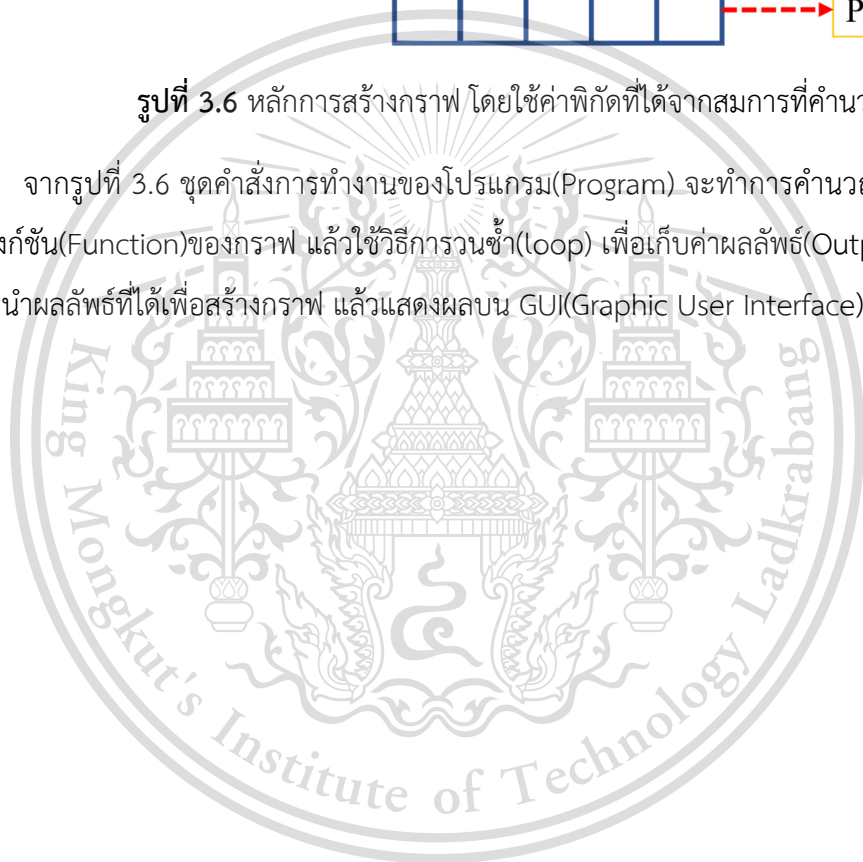 P
รูปที่ 3.6 หลักการสร้างกราฟ โดยใช้ค่าพิกัดที่ได้จากสมการที่คำนว
จากรูปที่ 3.6 ชุดคำสั่งการทำงานของโปรแกรม(Program) จะทำการคำนวณ
งก์ชัน(Function)ของกราฟ แล้วใช้วิธีการวนซ้ำ(loop) เพื่อเก็บค่าผลลัพธ์(Outp
นำผลลัพธ์ที่ได้เพื่อสร้างกราฟ แล้วแสดงผลบน GUI(Graphic User Interface)
King Mongkut's Institute of Technology Ladkrabang